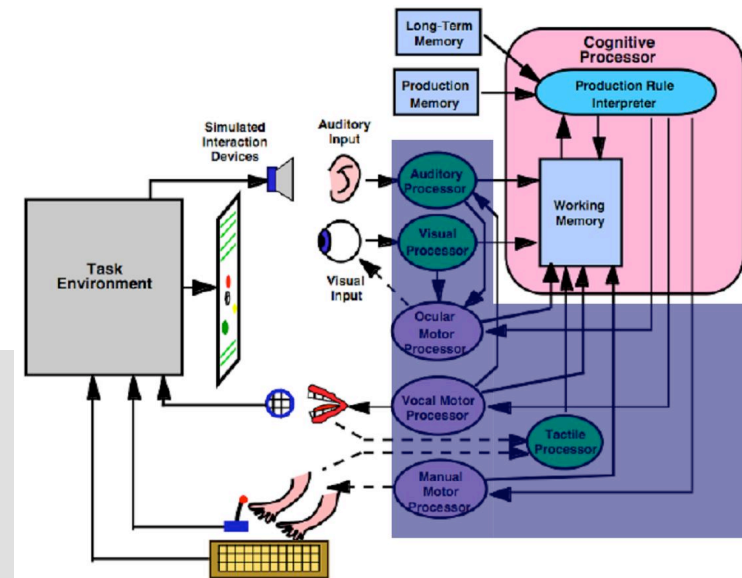 Long-Term
Memory
Cognitive
Processor
Production
Memory
Production Rule
Interpreter
Simulated
Interaction
Devices
Auditory
Input
Auditory
Processor
Working
Memory
Visual
Processor
Task
Environment
Visual
Input
Ocular
Motor
Processor
Vocal Motor
Processor
Tactile
Processor
Manual
Motor
Processor